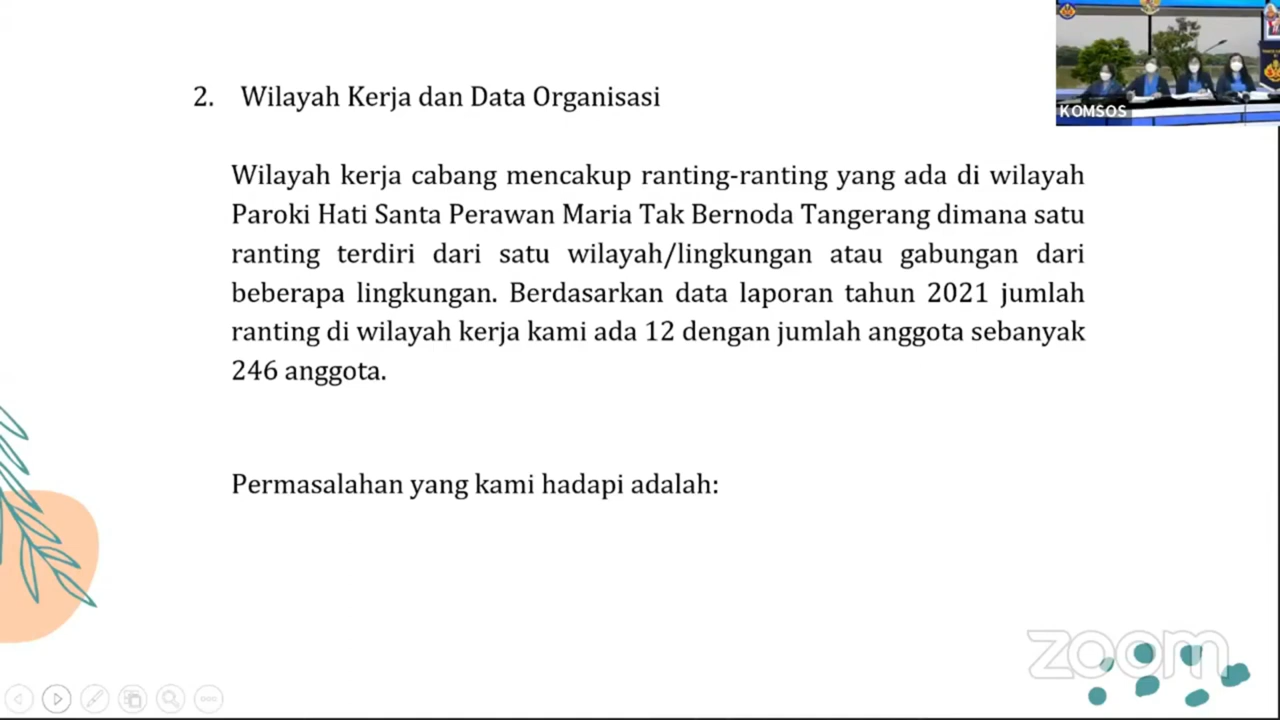 2. Wilayah Kerja dan Data Organisasi
KOMSOS
Wilayah kerja cabang mencakup ranting-ranting yang ada di wilayah
Paroki Hati Santa Perawan Maria Tak Bernoda Tangerang dimana satu
ranting terdiri dari satu wilayah/lingkungan atau gabungan dari
beberapa lingkungan. Berdasarkan data laporan tahun 2021 jumlah
ranting di wilayah kerja kami ada 12 dengan jumlah anggota sebanyak
246 anggota.
Permasalahan yang kami hadapi adalah:
zoom